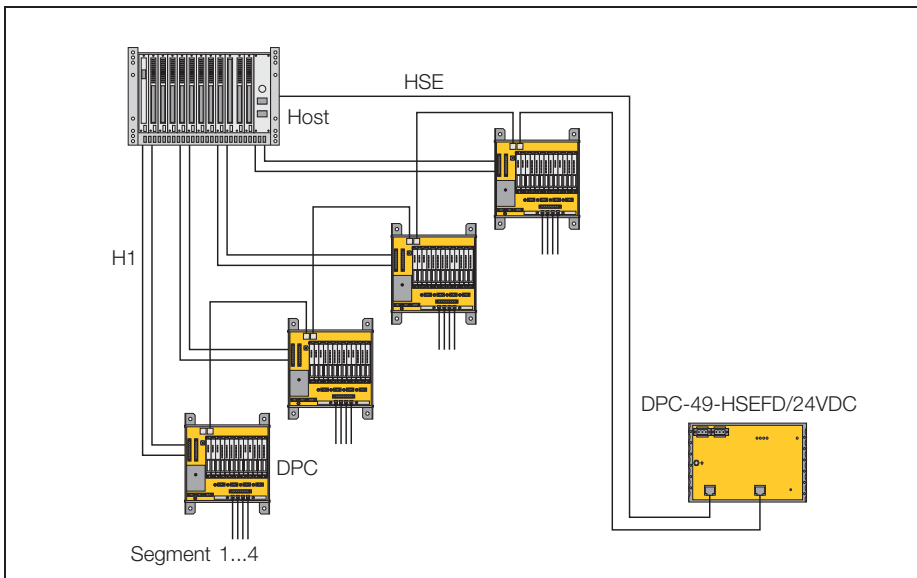 HSE
Host
H1
DPC-49-HSEFD/24VDC
DPC
Segment 1...4